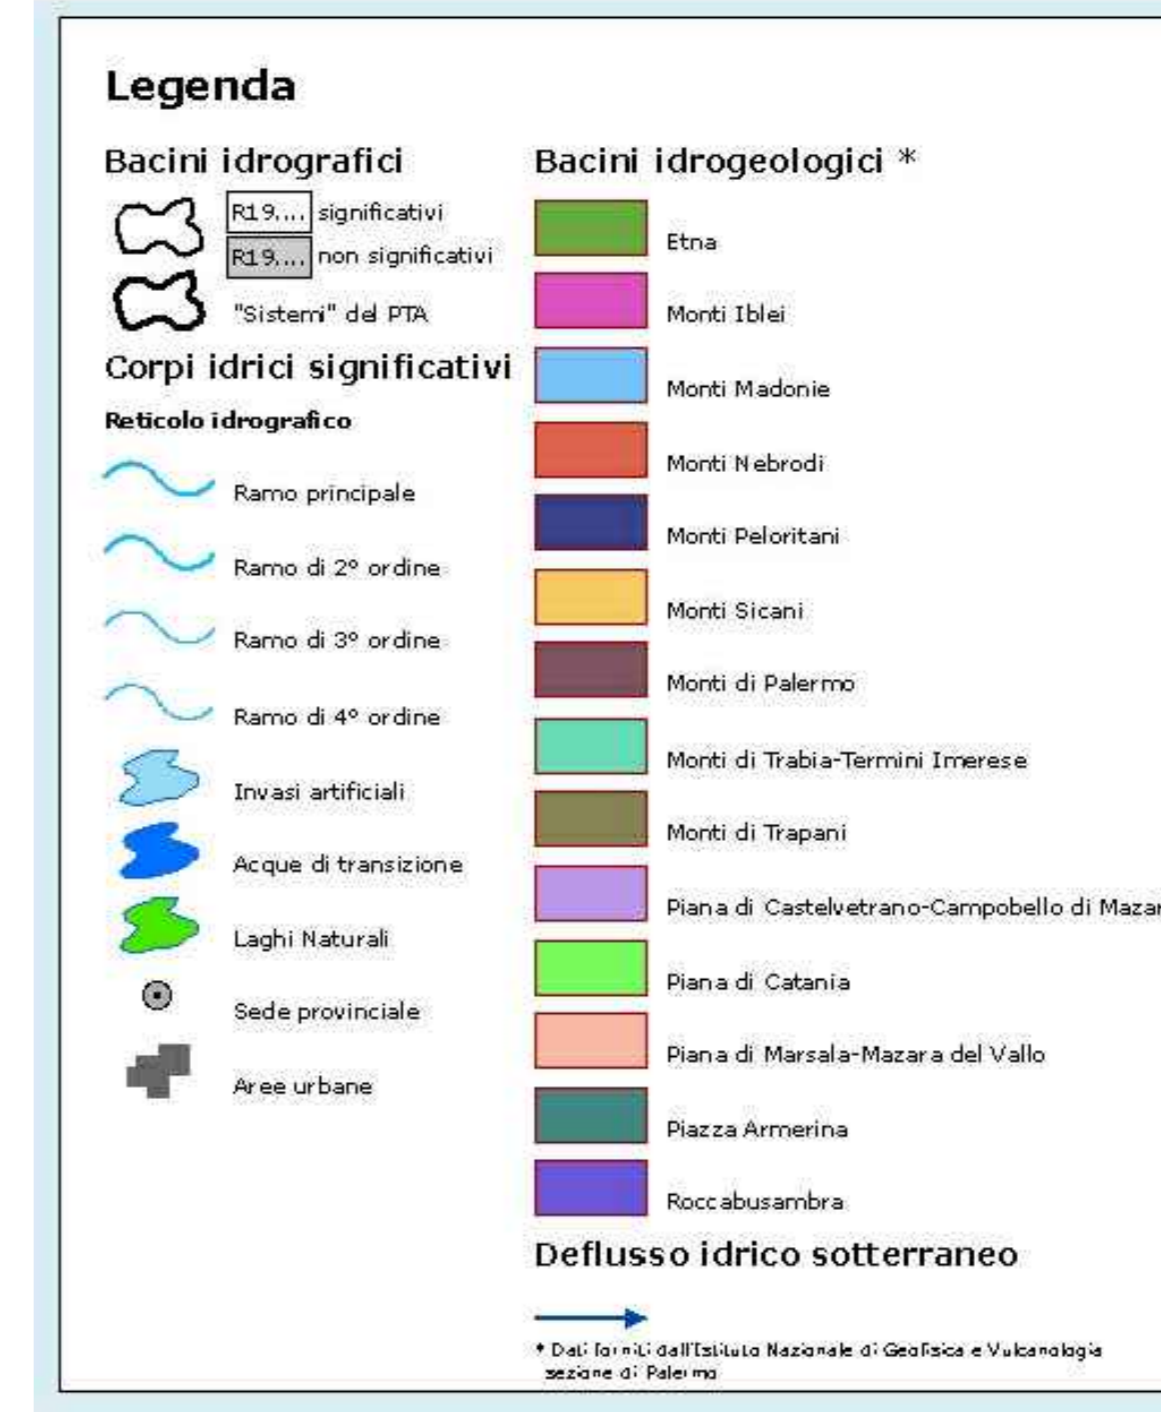 Legenda
Bacini idrografici
R19.... significativi
R19.... non significativi
"Sistemi" del PTA
Corpi idrici significativi
Reticolo idrografico
Ramo principale
Ramo di 2º ordine
Ramo di 3º ordine
Ramo di 4º ordine
Invasi artificiali
Acque di transizione
Laghi Naturali
Sede provinciale
Aree urbane
Bacini idrogeologici *
Etna
Monti Iblei
Monti Madonie
Monti Nebrodi
Monti Peloritani
Monti Sicani
Monti di Palermo
Monti di Trabia-Termini Imerese
Monti di Trapani
Piana di Castelvetrano-Campobello di Mazar
Piana di Catania
Piana di Marsala-Mazara del Vallo
Piazza Armerina
Roccabusambra
Deflusso idrico sotterraneo
* Dati forniti dall'Istituto Nazionale di Geofisica e Vulcanologia
sezione di Palermo